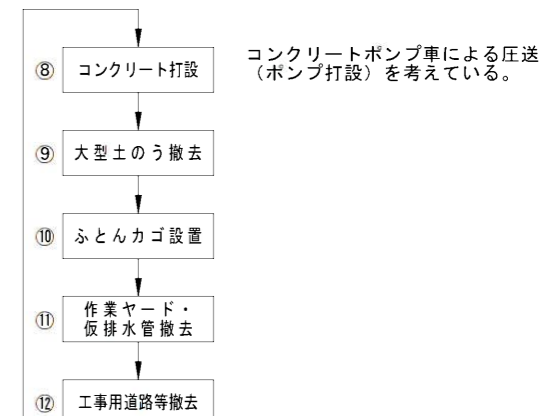 ⑧ コンクリート打設
コンクリートポンプ車による圧送
（ポンプ打設）を考えている。
⑨ 大型土のう撤去
⑩ ふとんカゴ設置
⑪ 作業ヤード・
仮排水管撤去
⑫ 工事用道路等撤去